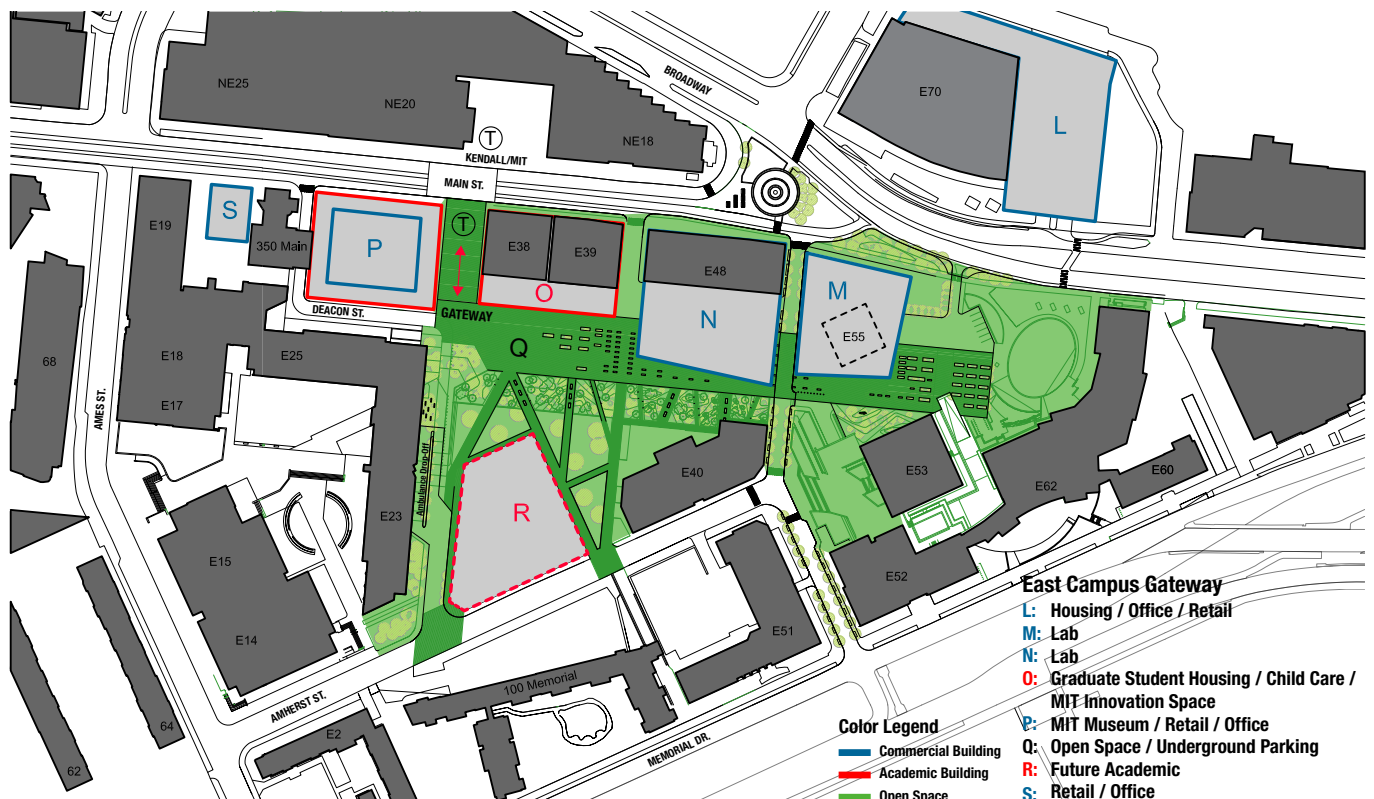 BROADWAY
NE25
NE20
NE18
E70
L
T
KENDALL/MIT
MAIN ST.
S
E19
350 Main
P
T
E38
E39
E48
O
M
N
E55
DEACON ST.
GATEWAY
Q
68
E18
E25
E17
AMES ST.
Ambulance Drop-Off
E40
E53
E62
E60
R
E23
E15
E14
E52
E51
100 Memorial
AMHERST ST.
E2
64
62
MEMORIAL DR.
East Campus Gateway
L: Housing / Office / Retail
M: Lab
N: Lab
O: Graduate Student Housing / Child Care /
MIT Innovation Space
P: MIT Museum / Retail / Office
Q: Open Space / Underground Parking
R: Future Academic
S: Retail / Office
Color Legend
Commercial Building
Academic Building
Open Space